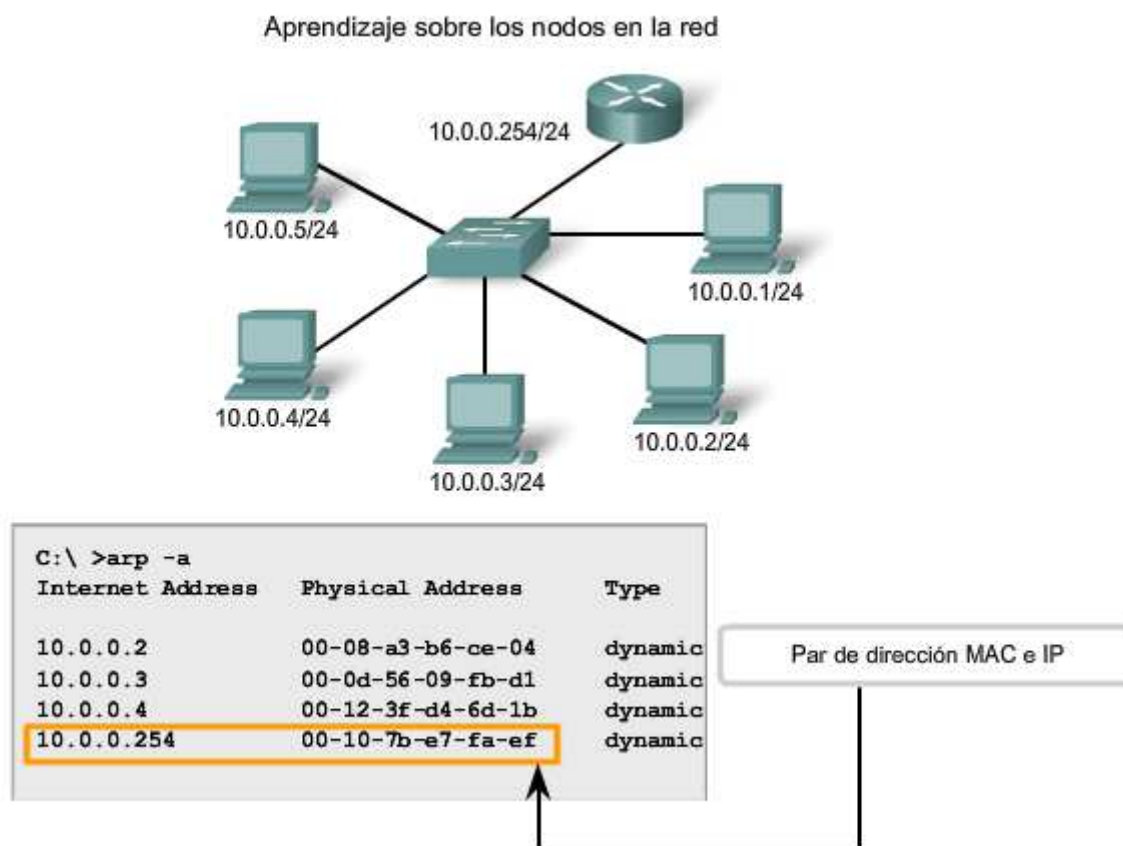 Aprendizaje sobre los nodos en la red
10.0.0.254/24
10.0.0.5/24
10.0.0.1/24
10.0.0.4/24
10.0.0.2/24
10.0.0.3/24
C:\ >arp -a
Internet Address Physical Address Type
10.0.0.2 00-08-a3-b6-ce-04 dynamic
10.0.0.3 00-0d-56-09-fb-d1 dynamic
10.0.0.4 00-12-3f-d4-6d-1b dynamic
10.0.0.254 00-10-7b-e7-fa-ef dynamic
Par de dirección MAC e IP